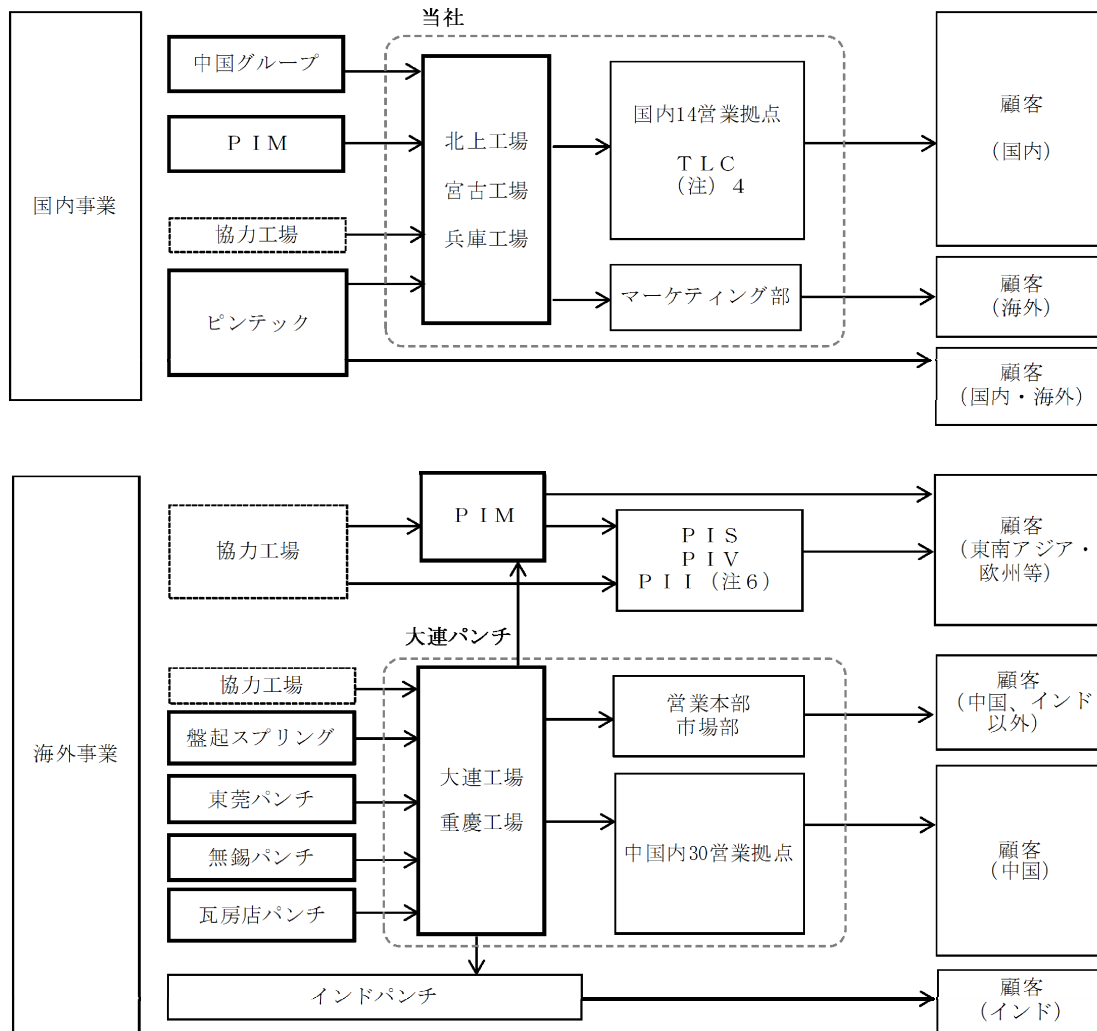 当社
国内事業
中国グループ
ＰＩＭ
協力工場
ピンテック
北上工場
宮古工場
兵庫工場
国内14営業拠点
ＴＬＣ
（注）４
マーケティング部
顧客
（国内）
顧客
（海外）
顧客
（国内・海外）
海外事業
協力工場
ＰＩＭ
ＰＩＳ
ＰＩＶ
ＰＩＩ（注６）
顧客
（東南アジア・
欧州等）
大連パンチ
協力工場
盤起スプリング
東莞パンチ
無錫パンチ
瓦房店パンチ
大連工場
重慶工場
営業本部
市場部
中国内30営業拠点
顧客
（中国、インド
以外）
顧客
（中国）
インドパンチ
顧客
（インド）